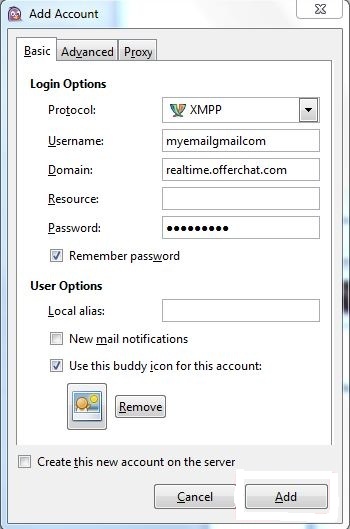 Add Account
Basic Advanced Proxy
Login Options
Protocol: XMPP
Username: myemailgmailcom
Domain: realtime.offerchat.com
Resource:
Password: ●●●●●●●●●
Remember password
User Options
Local alias:
New mail notifications
Use this buddy icon for this account:
Remove
Create this new account on the server
Cancel Add